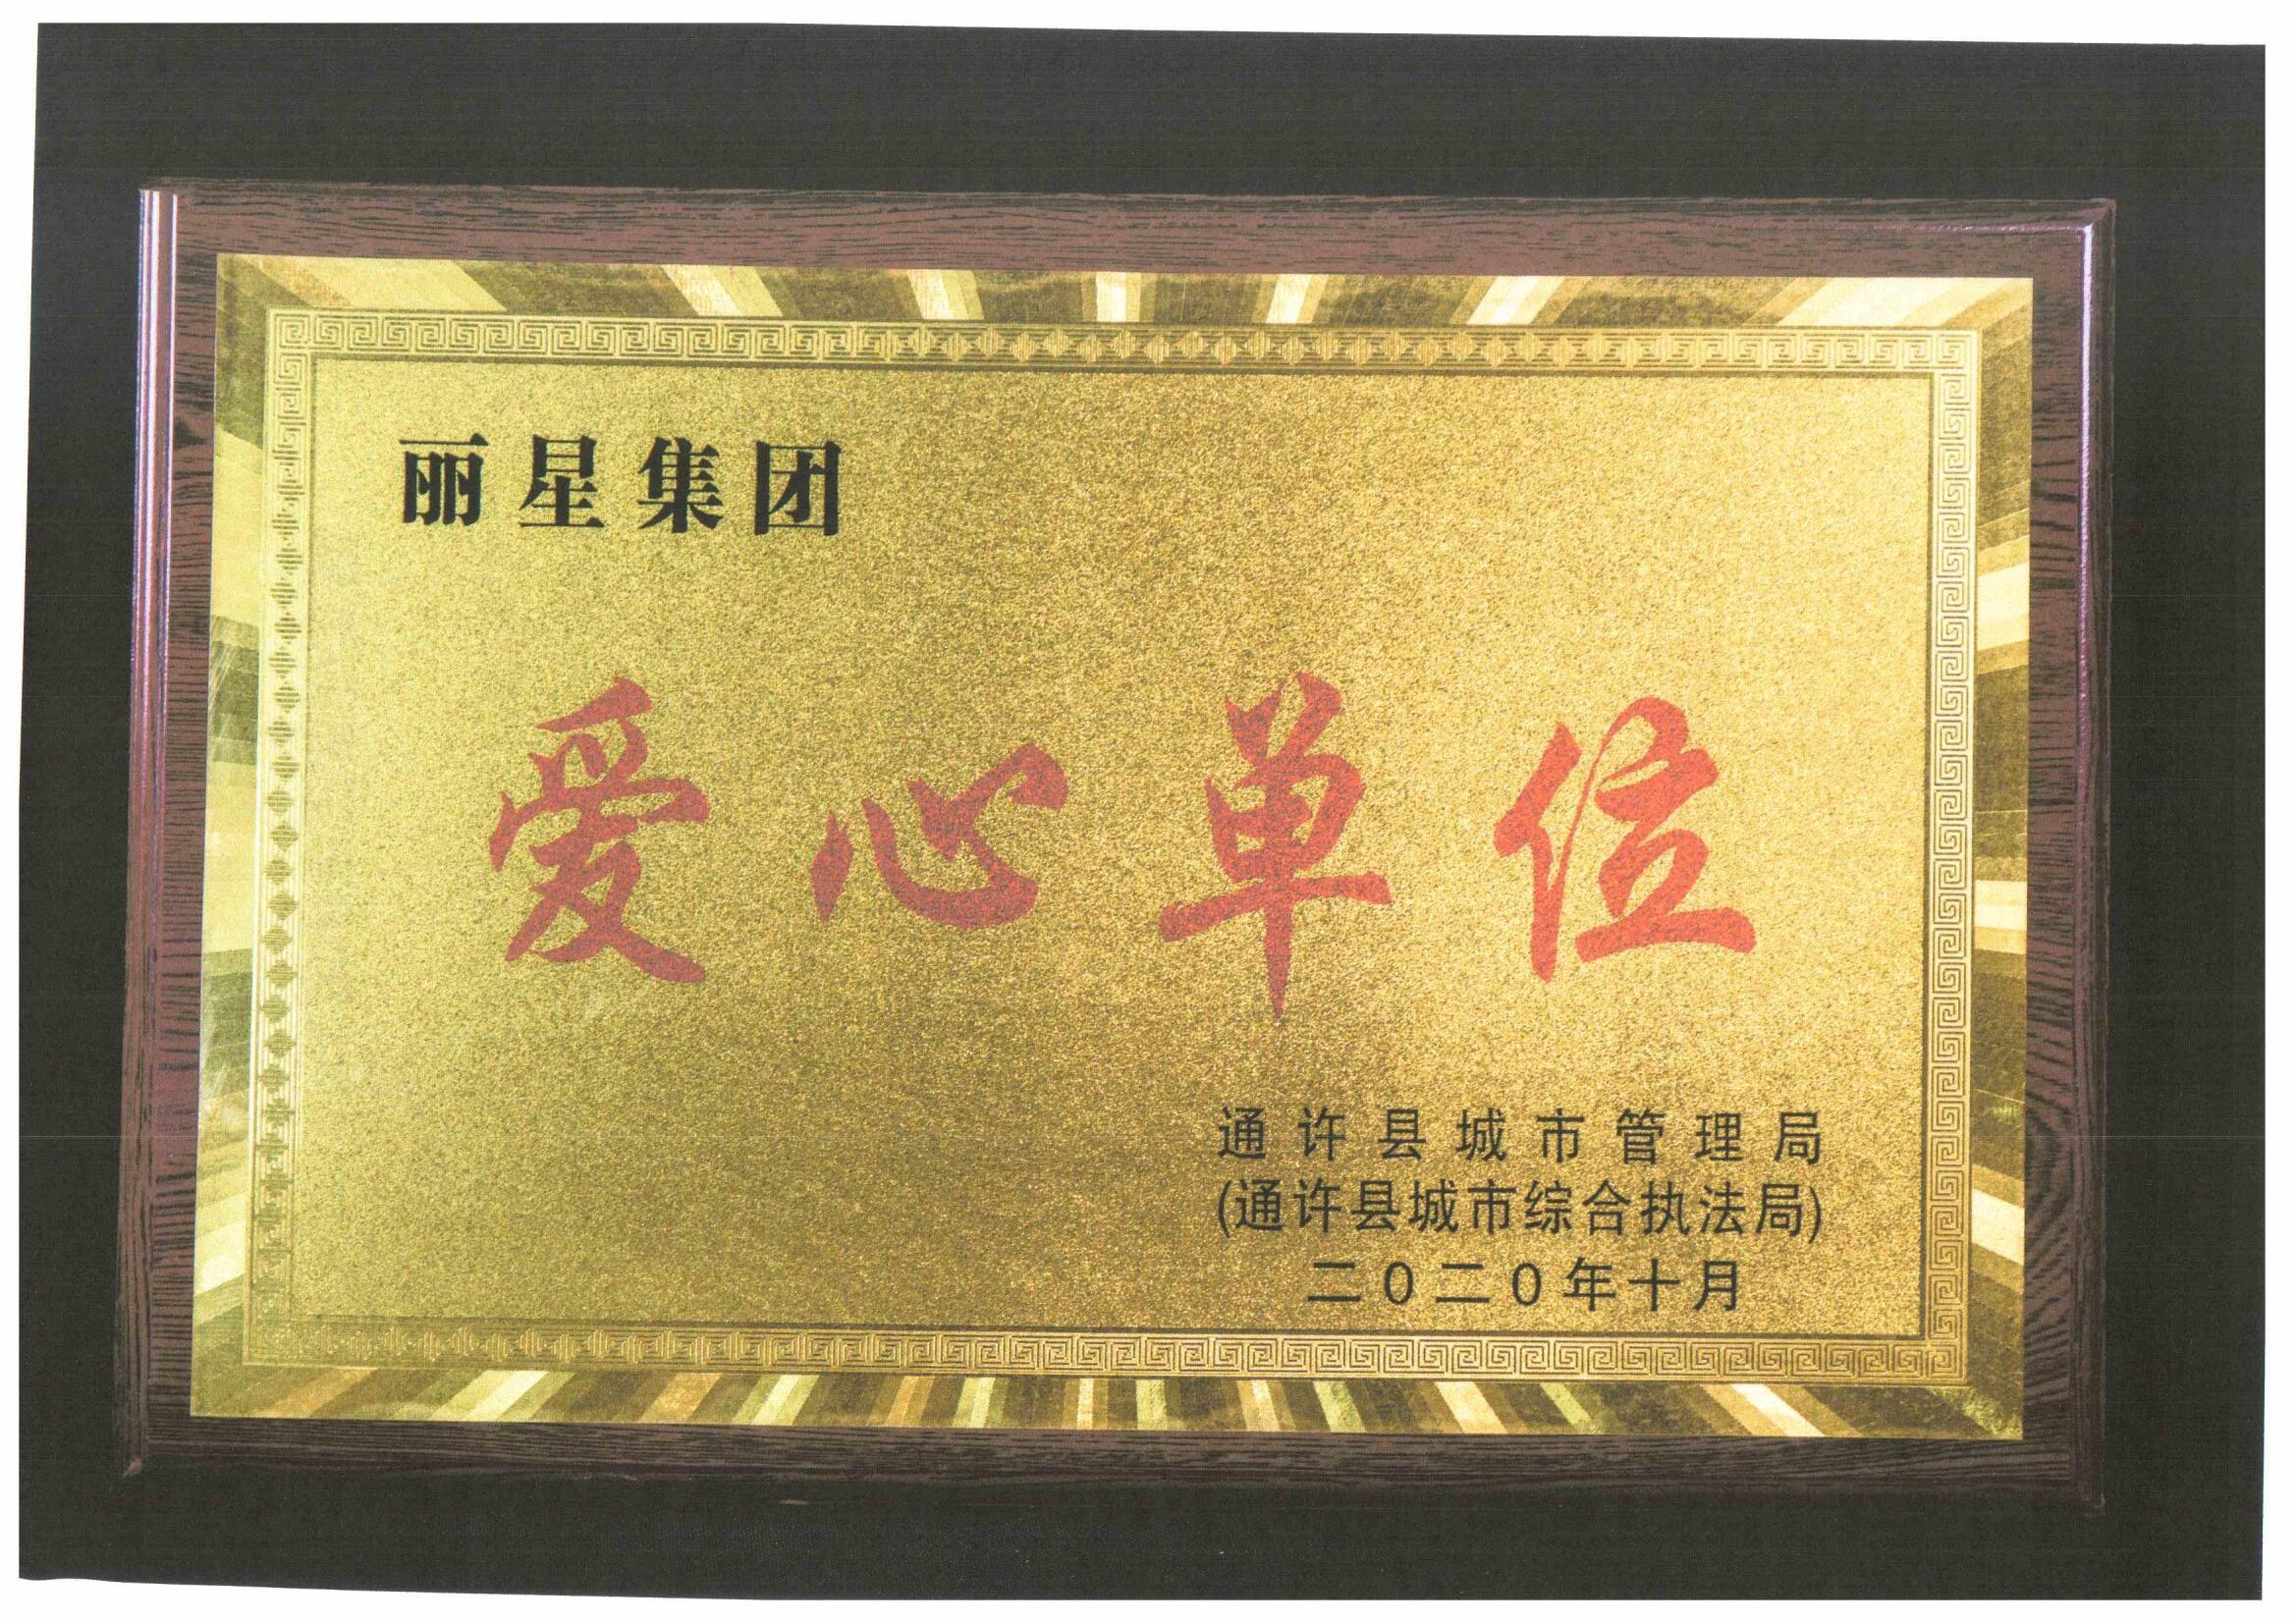 丽星集团
爱心单位
通许县城市管理局
(通许县城市综合执法局)
二0二0年十月